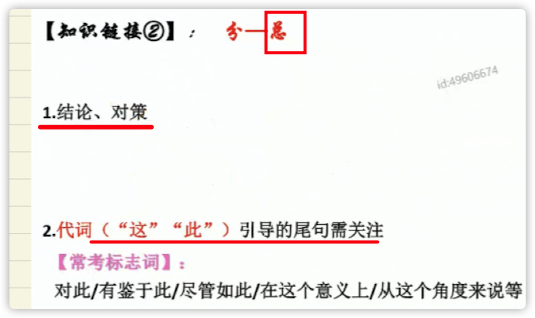 【知识链接②】： 分—总
id:49606674
1.结论、对策
2.代词（“这”“此”）引导的尾句需关注
【常考标志词】：
对此/有鉴于此/尽管如此/在这个意义上/从这个角度来说等